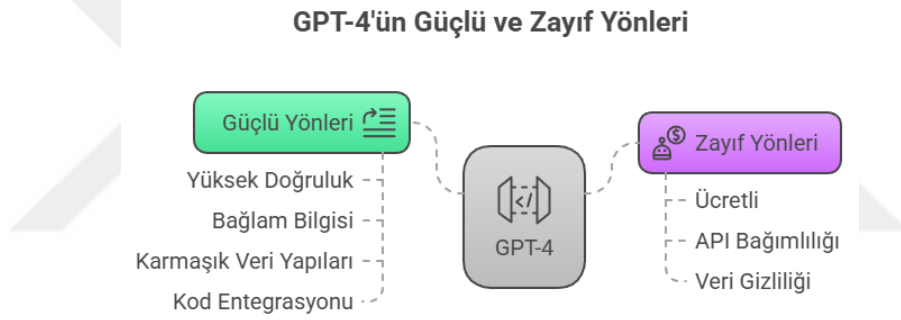 GPT-4'ün Güçlü ve Zayıf Yönleri
Güçlü Yönleri
Yüksek Doğruluk
Bağlam Bilgisi
Karmaşık Veri Yapıları
Kod Entegrasyonu
</>
GPT-4
$
Zayıf Yönleri
Ücretli
API Bağımlılığı
Veri Gizliliği